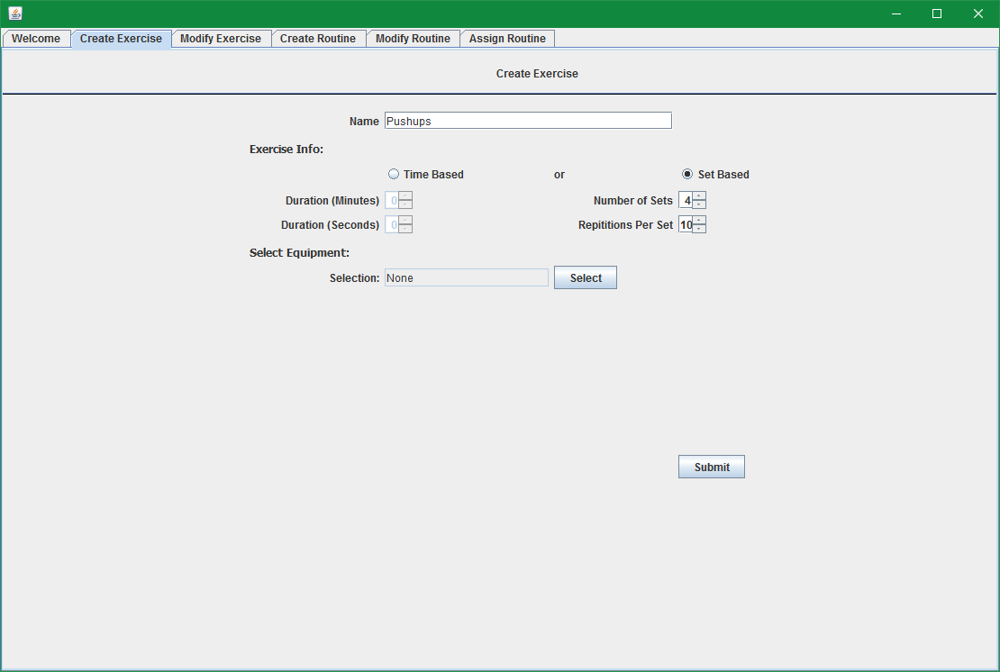 Welcome Create Exercise Modify Exercise Create Routine Modify Routine Assign Routine
Create Exercise
Name Pushups
Exercise Info:
Time Based or Set Based
Duration (Minutes) 0 Number of Sets 4
Duration (Seconds) 0 Repititions Per Set 10
Select Equipment:
Selection: None Select
Submit